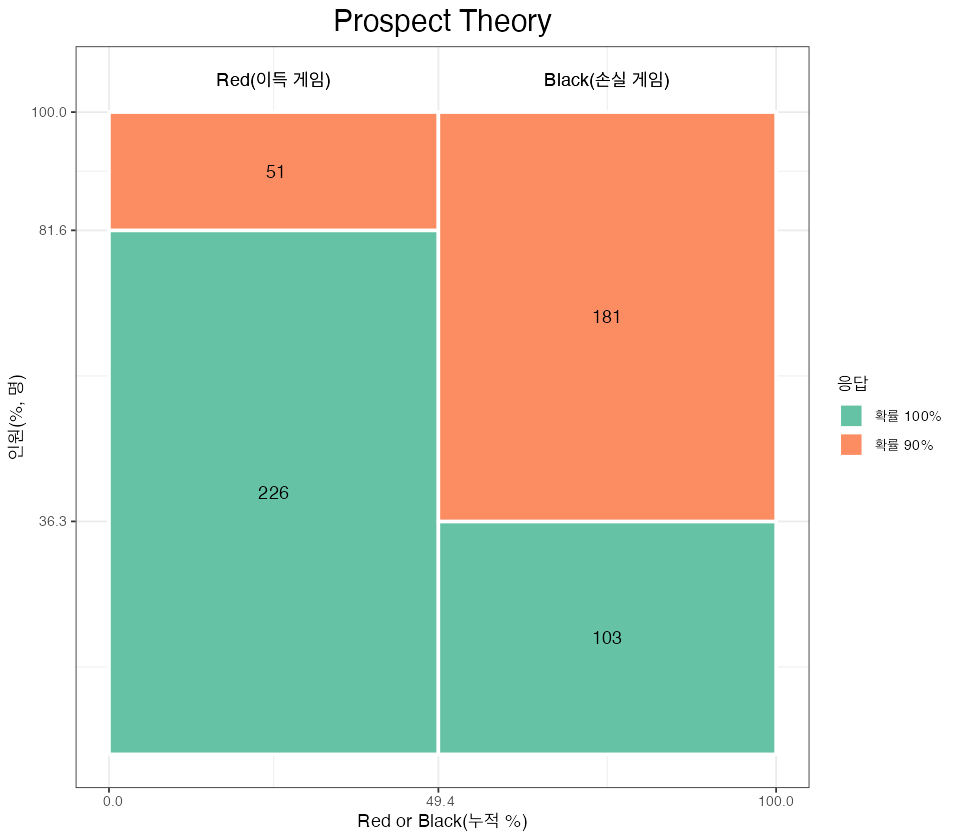 Prospect Theory
Red(이득 게임)
Black(손실 게임)
100.0
81.6
36.3
인원(%, 명)
51
181
226
103
응답
확률 100%
확률 90%
0.0
49.4
100.0
Red or Black(누적 %)